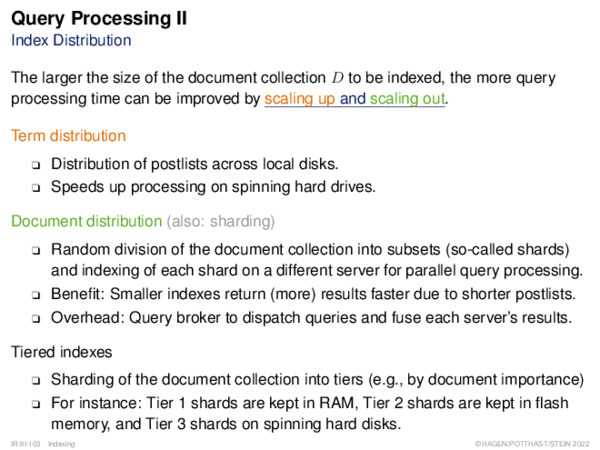 Query Processing II
Index Distribution
The larger the size of the document collection D to be indexed, the more query
processing time can be improved by scaling up and scaling out.
Term distribution
❑ Distribution of postlists across local disks.
❑ Speeds up processing on spinning hard drives.
Document distribution (also: sharding)
❑ Random division of the document collection into subsets (so-called shards)
and indexing of each shard on a different server for parallel query processing.
❑ Benefit: Smaller indexes return (more) results faster due to shorter postlists.
❑ Overhead: Query broker to dispatch queries and fuse each server's results.
Tiered indexes
❑ Sharding of the document collection into tiers (e.g., by document importance)
❑ For instance: Tier 1 shards are kept in RAM, Tier 2 shards are kept in flash
memory, and Tier 3 shards on spinning hard disks.
IR:III-103 Indexing ©HAGEN/POTTHAST/STEIN 2022